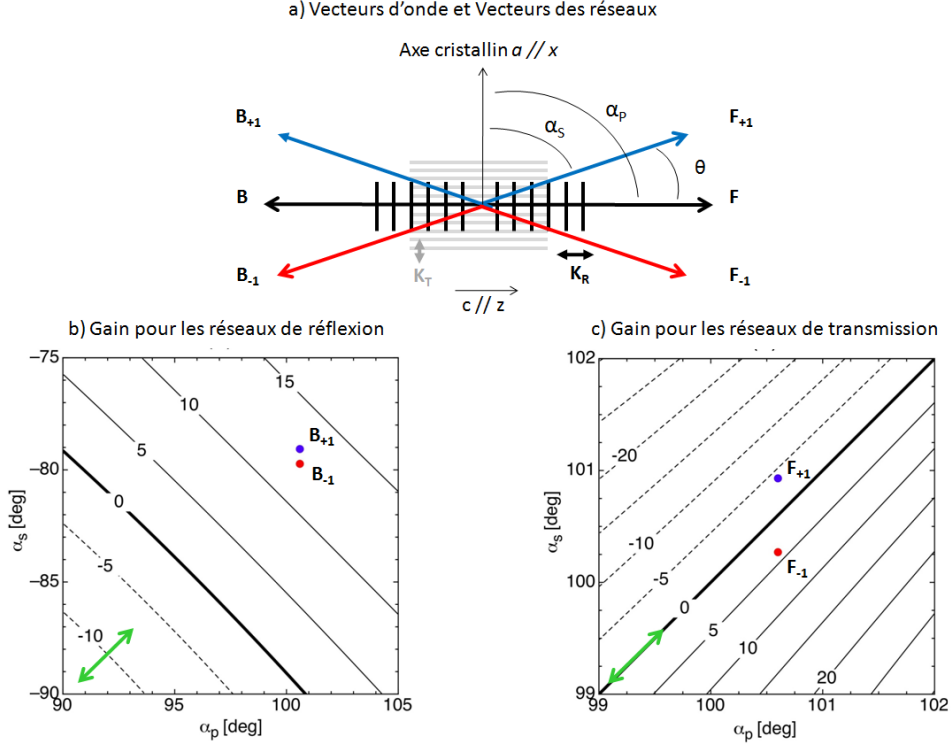 a) Vecteurs d’onde et Vecteurs des réseaux
Axe cristallin a // x
B+1
αS
αP
F+1
θ
B
F
B-1
KT
KR
F-1
c // z
b) Gain pour les réseaux de réflexion
c) Gain pour les réseaux de transmission
−75
−80
−85
−90
αs [deg]
15
10
5
0
-5
-10
B+1
B-1
90
95
100
105
αp [deg]
102
101
100
99
αs [deg]
-20
-10
-5
0
5
10
20
F+1
F-1
99
100
101
102
αp [deg]